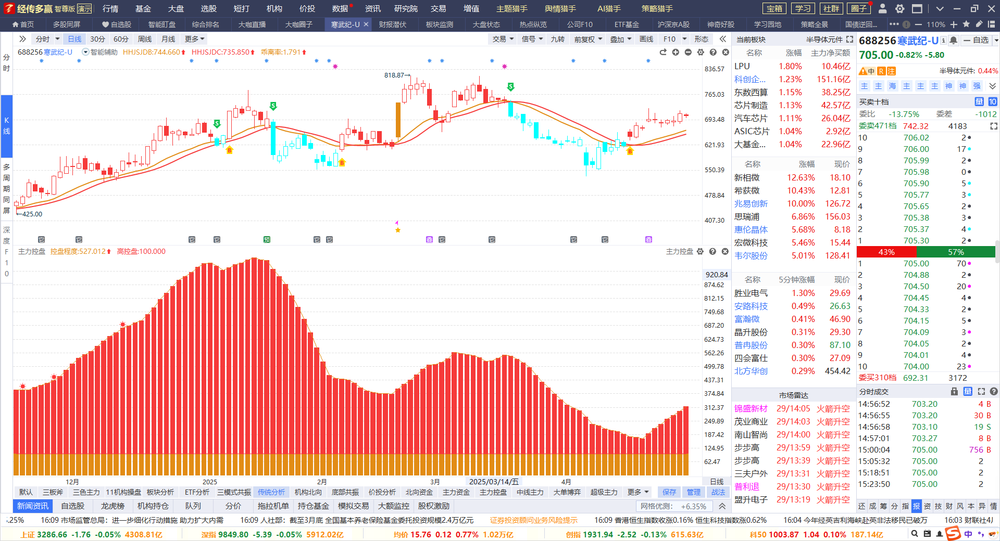 经传多赢 智尊版 演示 行情 基金 大盘 选股 短打 机构 价投 数据 资讯 研究院 交易 增值 主题猎手 舆情猎手 AI猎手 策略猎手 宝箱 学习 社群 圈子
首页 多股同屏 自选股 智能盯盘 综合排名 大咖直播 大咖圈子 寒武纪-U 财报潜伏 板块监测 大盘状态 热点纵览 公司F10 ETF基金 沪深京A股 神奇好股 学习园地 策略全景 国债逆回... 110%
分时 日线 30分 60分 周线 月线 更多 交易 信号 九转 前复权 叠加 画线 F10 形态
分时
K线
多周期同屏
深度F10
688256寒武纪-U 智能辅助 HHJSJDB:744.660 HHJSJDC:735.850 乖离率:1.791
836.57
765.03
693.48
621.93
550.39
478.84
407.30
818.87→
←425.00
S S S
B B B
预
主力控盘 控盘程度:527.012 高控盘:100.000 主力控盘
920.84
874.62
812.15
749.68
687.20
624.73
562.26
499.78
437.31
374.84
312.37
249.89
187.42
124.95
62.47
12月 2025 2月 3月 2025/03/14/五 4月 日线
默认 三板斧 三色主力 11机构操盘 板块分析 ETF分析 三模式共振 传统分析 机构北向 底部共振 价投分析 北向资金 主力资金 主力控盘 中线主力 大单博弈 超级主力 更多 保存 管理 战法
新闻资讯 自选股 龙虎榜 机构持仓 队列 分价 拖拉机单 持仓基金 模拟交易 大额监控 股权激励 网格优测: +6.35%
当前板块 半导体元件
名称 涨幅 主力净买额
LPU 1.80% 10.46亿
科创企... 1.23% 151.16亿
东数西算 1.15% 38.25亿
芯片制造 1.13% 42.57亿
汽车芯片 1.11% 26.04亿
ASIC芯片 1.04% 2.92亿
大基金... 1.04% 22.96亿
名称 涨幅 现价
新相微 12.63% 18.10
希荻微 10.43% 12.81
兆易创新 10.00% 126.72
思瑞浦 6.86% 156.03
惠伦晶体 5.68% 8.18
宏微科技 5.46% 15.44
韦尔股份 5.01% 128.41
名称 5分钟涨幅 现价
胜业电气 1.30% 29.69
安路科技 0.49% 26.63
富瀚微 0.41% 46.90
晶升股份 0.31% 29.30
普冉股份 0.30% 87.10
四会富仕 0.30% 27.09
北方华创 0.29% 454.42
市场雷达
锦盛新材 29/14:05 火箭升空
茂业商业 29/14:03 火箭升空
南山智尚 29/14:00 火箭升空
步步高 29/13:59 火箭升空
步步高 29/13:39 火箭升空
三夫户外 29/13:31 火箭升空
普利退 29/13:30 火箭升空
盟升电子 29/13:19 火箭升空
688256寒武纪-U 自选
705.00 -0.82% -5.80
中 R 注 半导体元件: 0.44%
主 主 海 主 主 主 神 神 强
买卖十档 量 10
委比 -13.75% 委差 -1012
委卖471档 742.32 4183
10 706.02 2
9 706.00 17
8 705.99 2
7 705.98 0
6 705.90 5
5 705.77 3
4 705.65 2
3 705.38 3
2 705.37 4
1 705.30 2
43% 57%
1 705.00 70
2 704.88 2
3 704.50 20
4 704.45 4
5 704.33 2
6 704.15 5
7 704.09 3
8 704.05 2
9 704.01 4
10 704.00 23
委买310档 692.31 3172
分时成交 量
14:56:52 703.20 4 B
14:56:55 703.20 30 B
14:56:58 703.10 19 S
14:57:01 703.27 8 B
15:00:04 705.00 756 B
15:05:32 705.00 2
15:18:51 705.00 2
15:23:50 705.00 2
还 成 筹 分 指 报 资 技 财 风 本 异 情
.25% 16:09 市场监管总局：进一步细化行动措施 助力扩大内需 16:09 人社部：截至3月底 全国基本养老保险基金委托投资规模2.4万亿元 证券投资顾问业务风险提示 16:09 香港恒生指数收涨0.16% 恒生科技指数涨0.62% 16:04 今年经英吉利海峡赴英非法移民已破万 16:03 财联社4月
上证 3286.66 -1.76 -0.05% 4308.81亿 深指 9849.80 -5.39 -0.05% 5912.02亿 均价 15.76 0.12 0.77% 1.02万亿 创指 1931.94 -2.52 -0.13% 615.63亿 科50 1003.87 1.04 0.10% 187.14亿 中